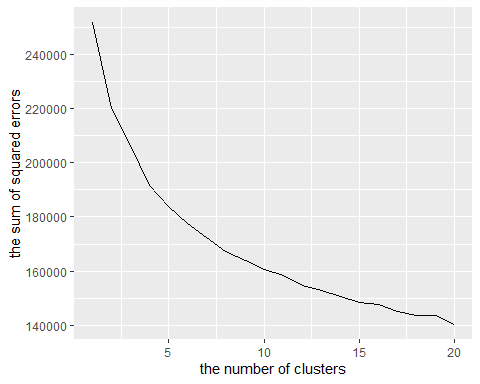 the sum of squared errors
240000
220000
200000
180000
160000
140000
5 10 15 20
the number of clusters